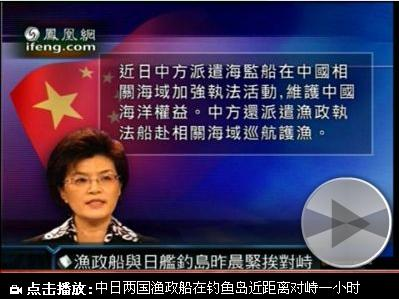 鳳凰網
ifeng.com
近日中方派遣海監船在中國相
關海域加強執法活動,維護中國
海洋權益。中方還派遣漁政執
法船赴相關海域巡航護漁。
漁政船與日艦釣島昨晨緊挨對峙
点击播放:中日两国渔政船在钓鱼岛近距离对峙一小时